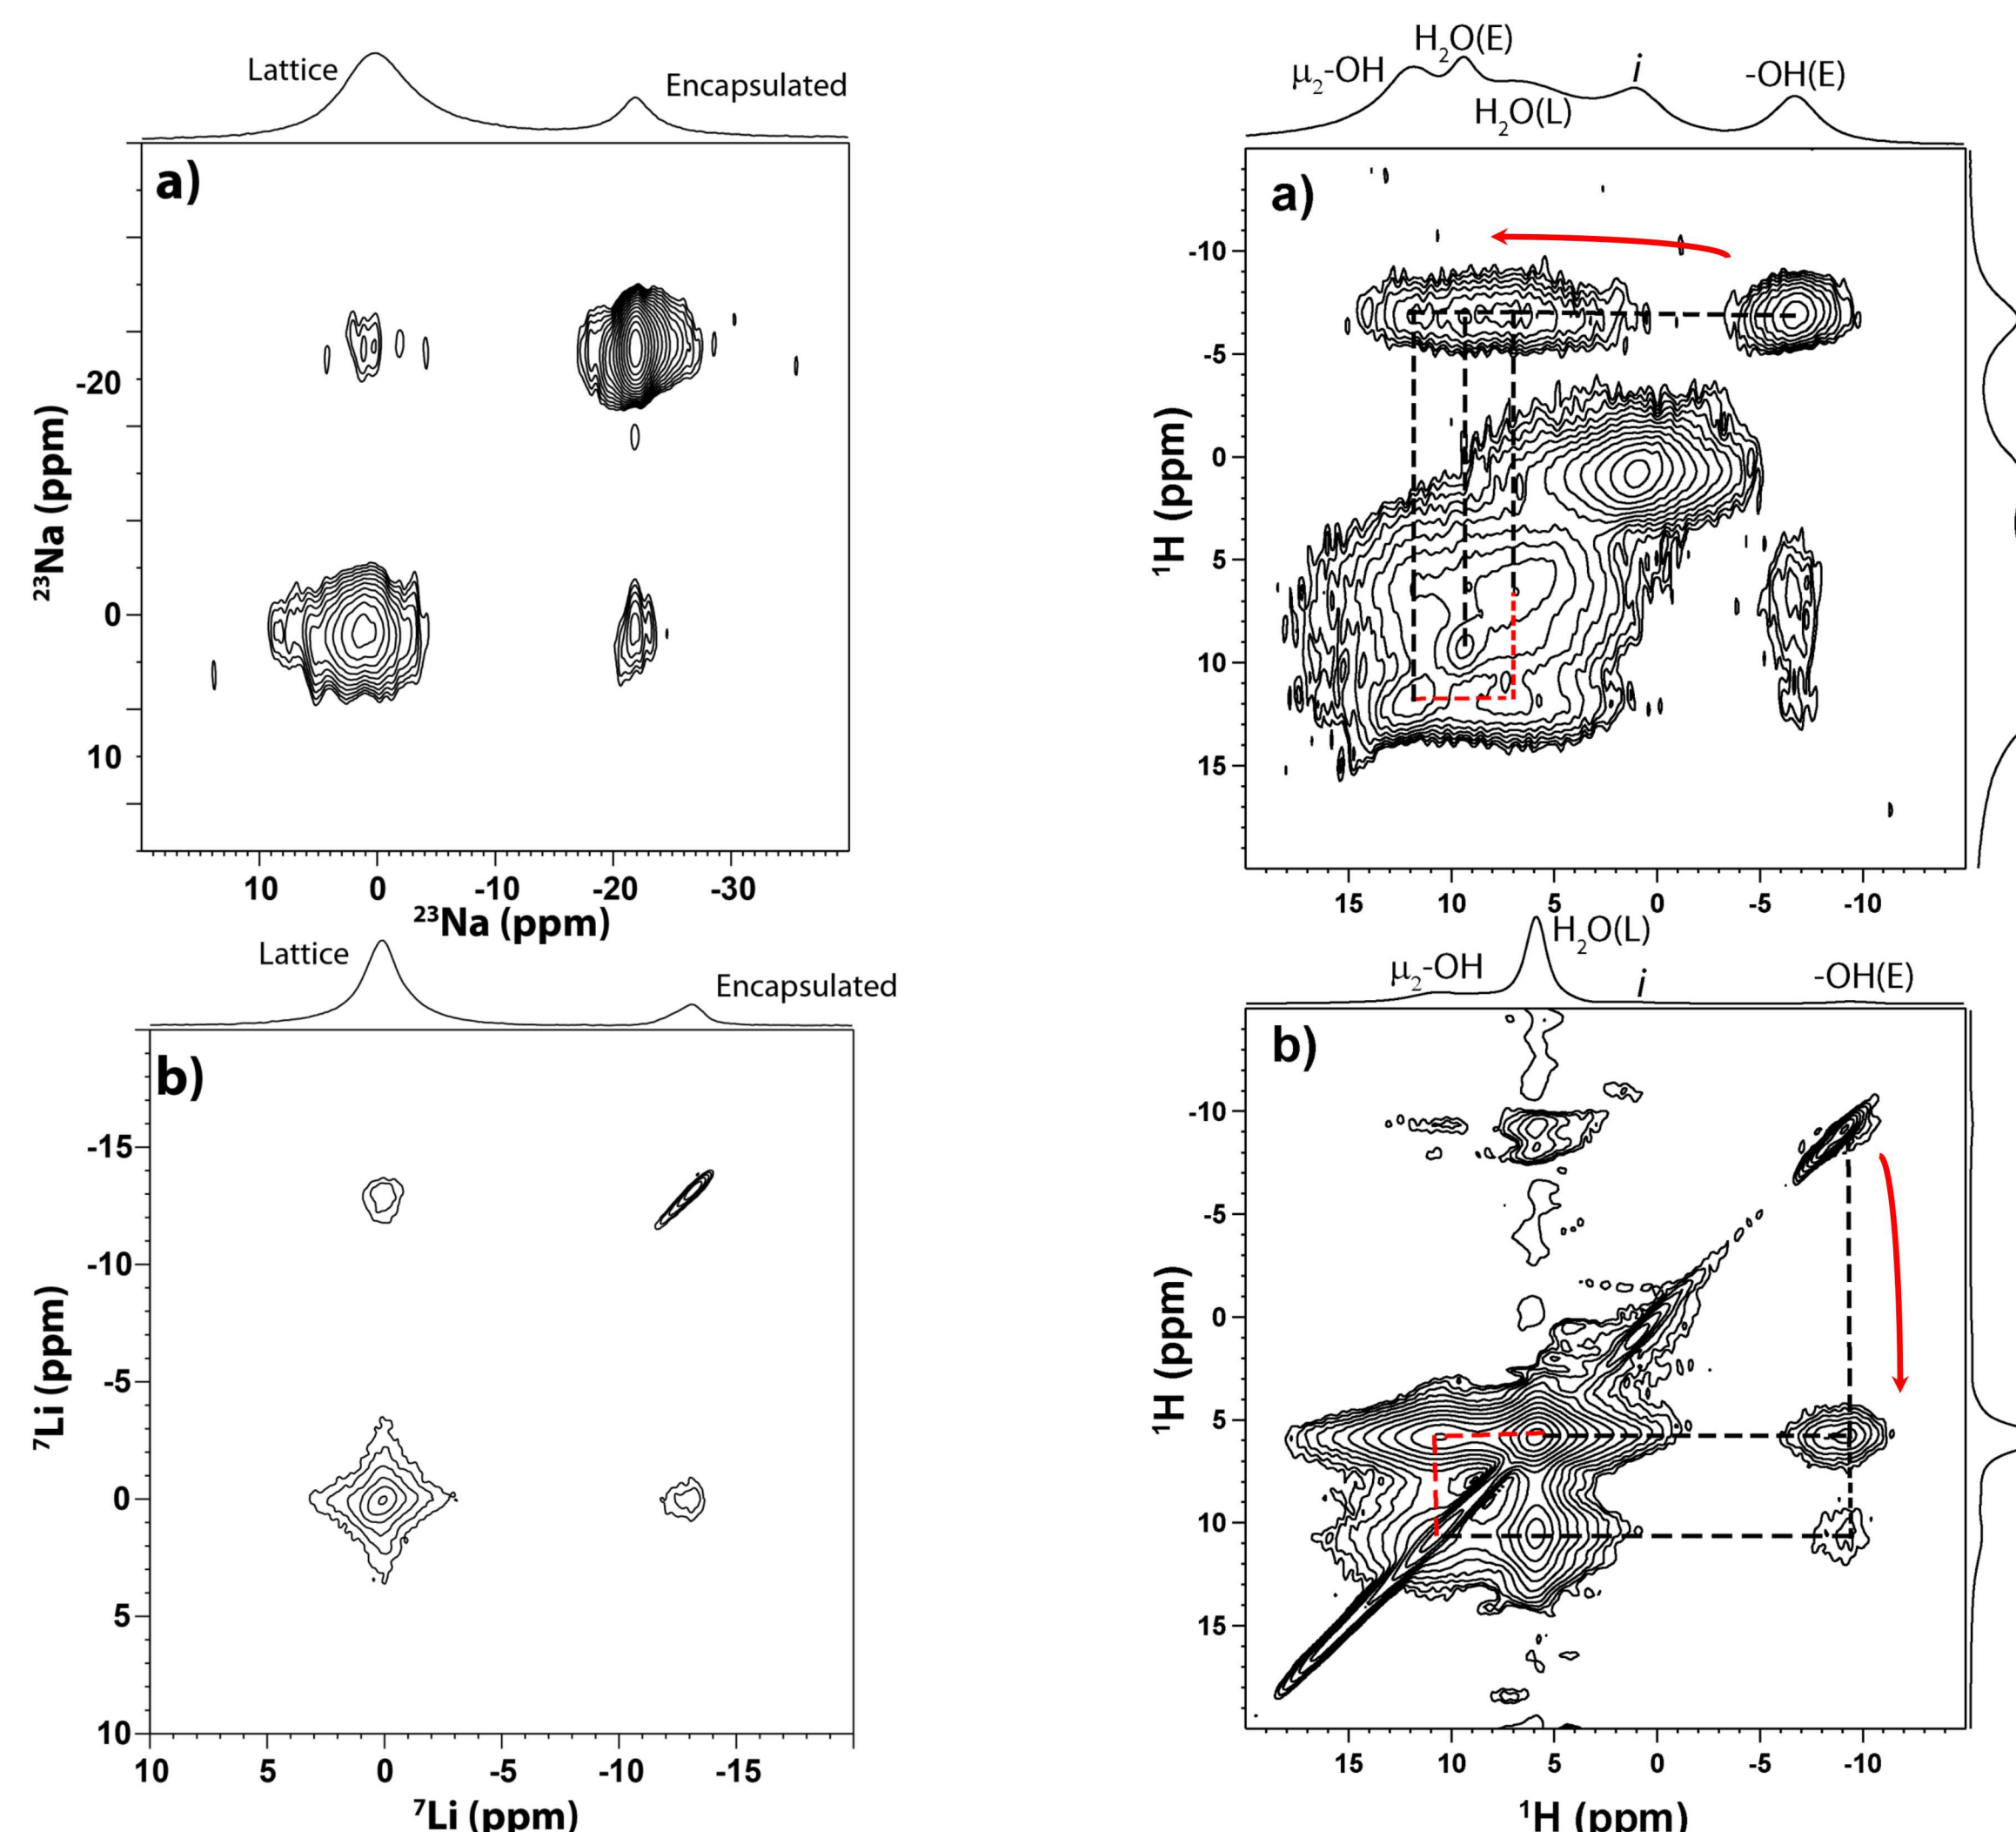 Lattice
Encapsulated
a)
-20
0
10
²³Na (ppm)
10 0 -10 -20 -30
²³Na (ppm)
Lattice
Encapsulated
b)
-15
-10
-5
0
5
10
⁷Li (ppm)
10 5 0 -5 -10 -15
⁷Li (ppm)
H₂O(E)
μ₂-OH
i
-OH(E)
H₂O(L)
a)
-10
-5
0
5
10
15
¹H (ppm)
15 10 5 0 -5 -10
H₂O(L)
μ₂-OH
i
-OH(E)
b)
-10
-5
0
5
10
15
¹H (ppm)
15 10 5 0 -5 -10
¹H (ppm)